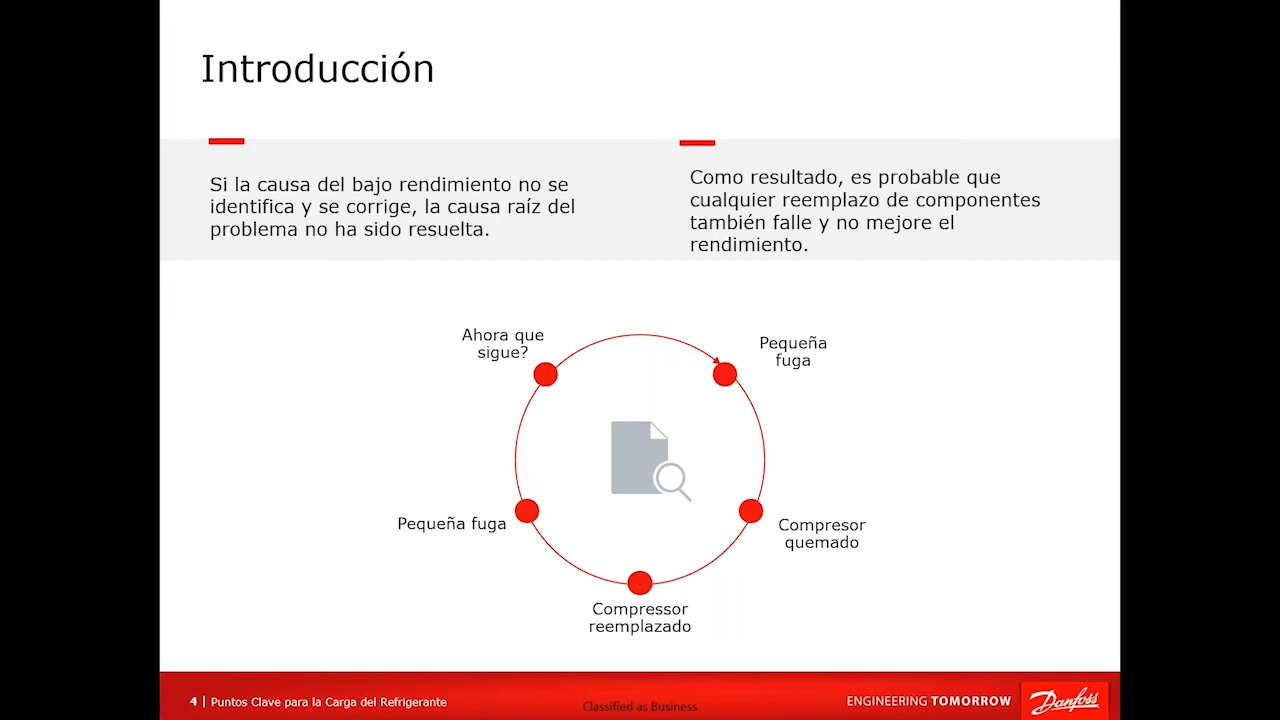 Introducción
Si la causa del bajo rendimiento no se
identifica y se corrige, la causa raíz del
problema no ha sido resuelta.
Como resultado, es probable que
cualquier reemplazo de componentes
también falle y no mejore el
rendimiento.
Ahora que
sigue?
Pequeña
fuga
Pequeña fuga
Compresor
quemado
Compressor
reemplazado
4 | Puntos Clave para la Carga del Refrigerante
Classified as Business
ENGINEERING TOMORROW
Danfoss